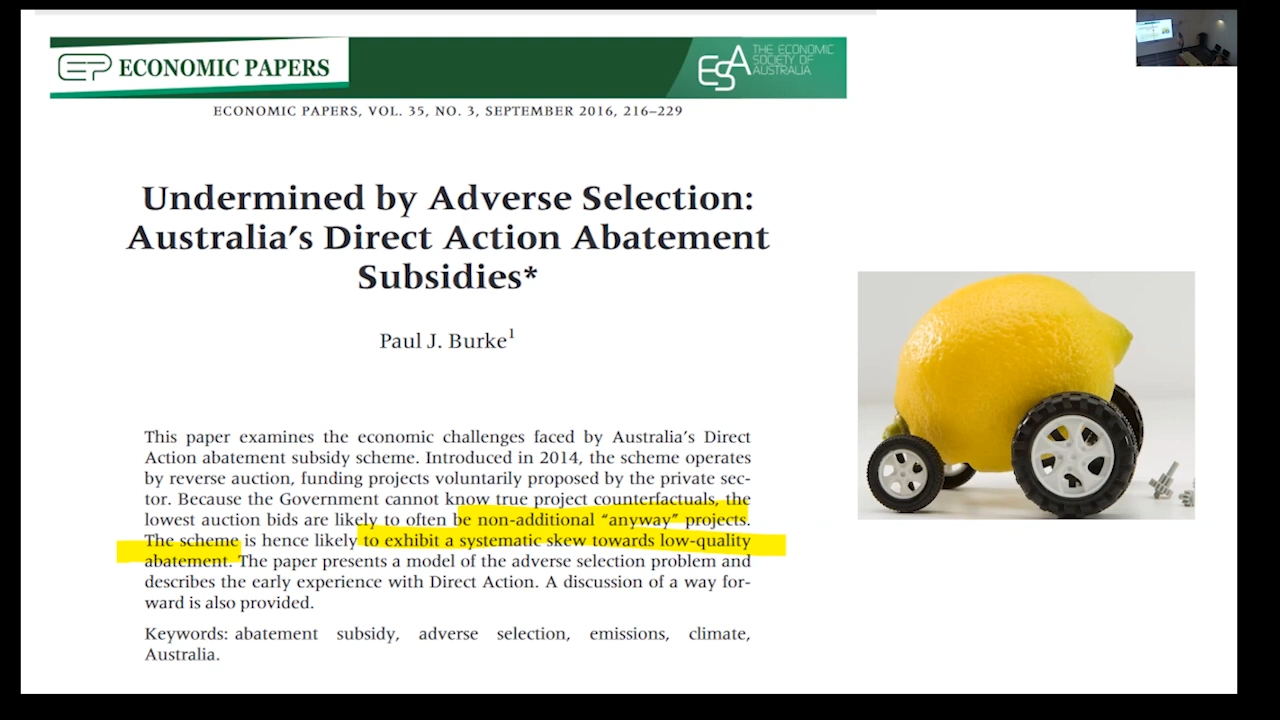 EP ECONOMIC PAPERS
ESA THE ECONOMIC
SOCIETY OF
AUSTRALIA
ECONOMIC PAPERS, VOL. 35, NO. 3, SEPTEMBER 2016, 216–229
Undermined by Adverse Selection:
Australia’s Direct Action Abatement
Subsidies*
Paul J. Burke¹
This paper examines the economic challenges faced by Australia’s Direct
Action abatement subsidy scheme. Introduced in 2014, the scheme operates
by reverse auction, funding projects voluntarily proposed by the private sec-
tor. Because the Government cannot know true project counterfactuals, the
lowest auction bids are likely to often be non-additional “anyway” projects.
The scheme is hence likely to exhibit a systematic skew towards low-quality
abatement. The paper presents a model of the adverse selection problem and
describes the early experience with Direct Action. A discussion of a way for-
ward is also provided.
Keywords: abatement subsidy, adverse selection, emissions, climate,
Australia.